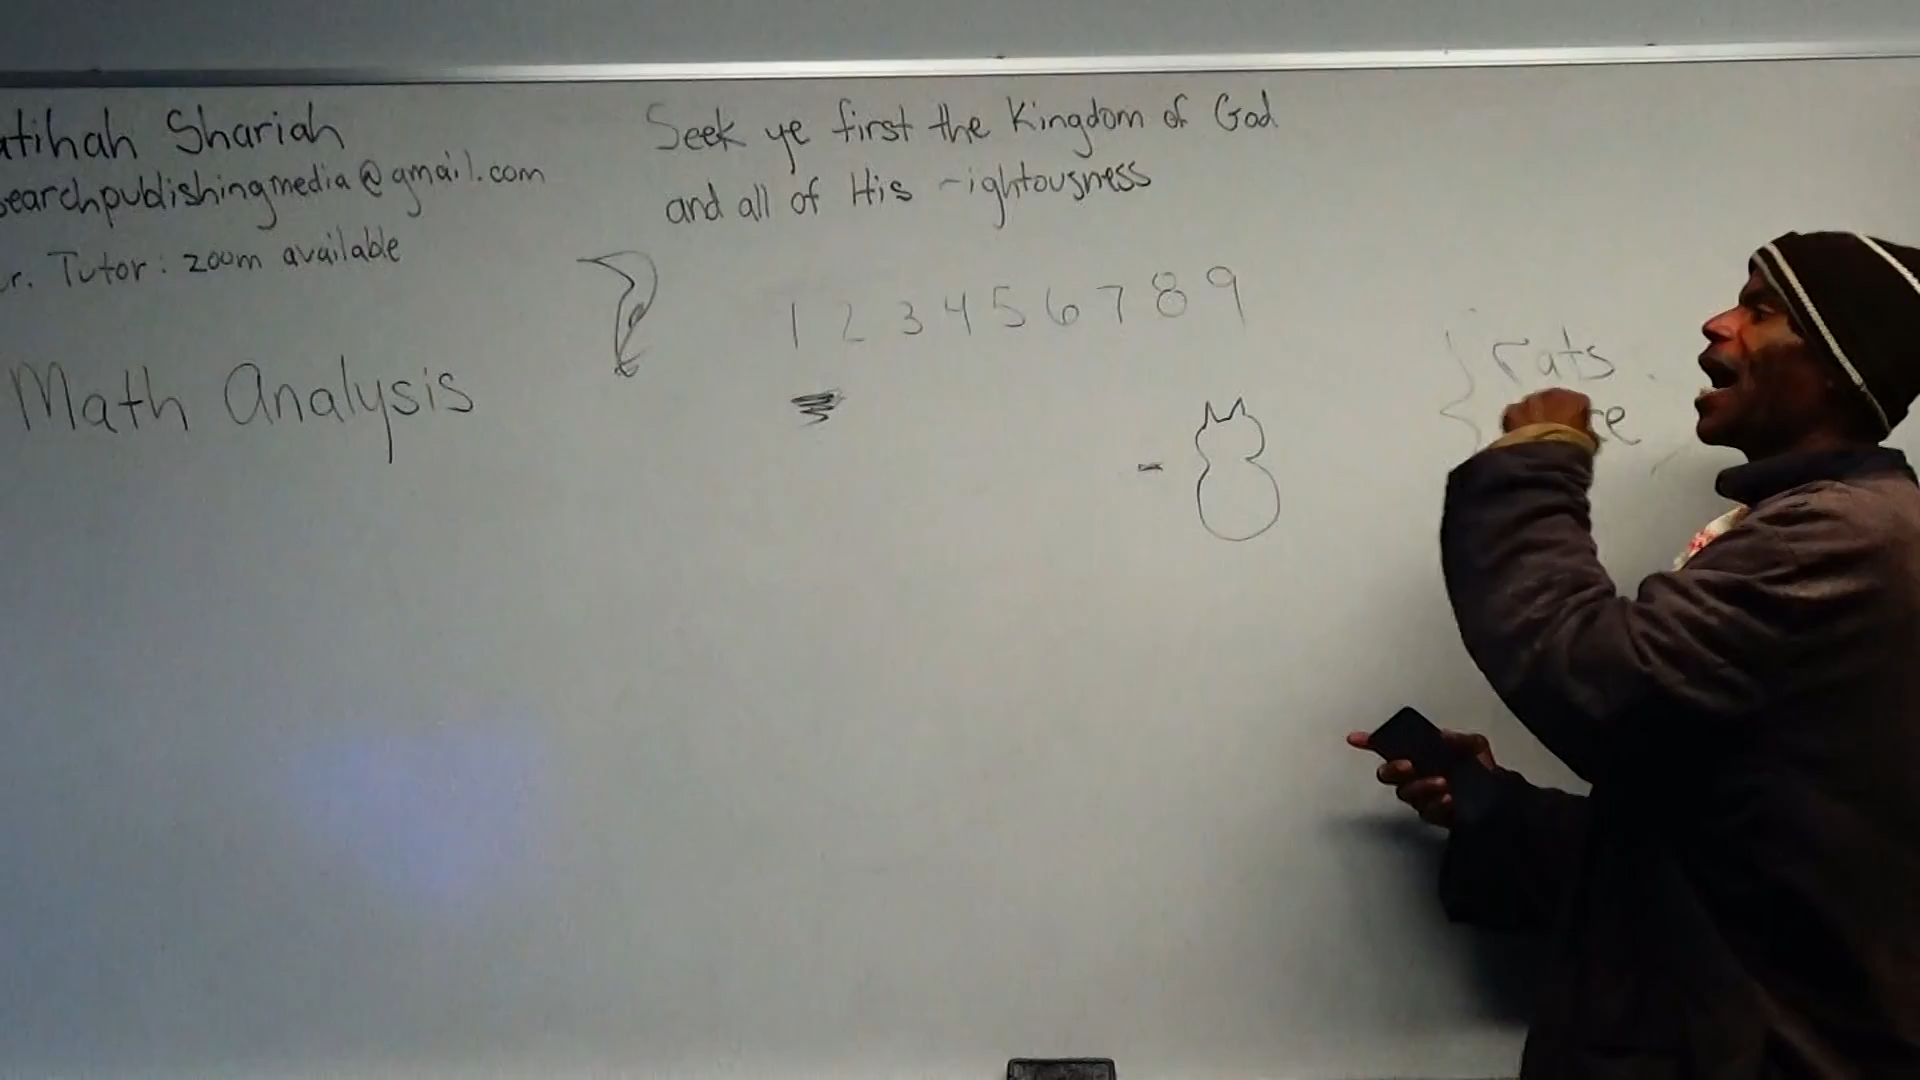 atihah Shariah
searchpublishingmedia@gmail.com
r. Tutor: zoom available
Math Analysis
Seek ye first the Kingdom of God
and all of His rightousness
1 2 3 4 5 6 7 8 9
rats